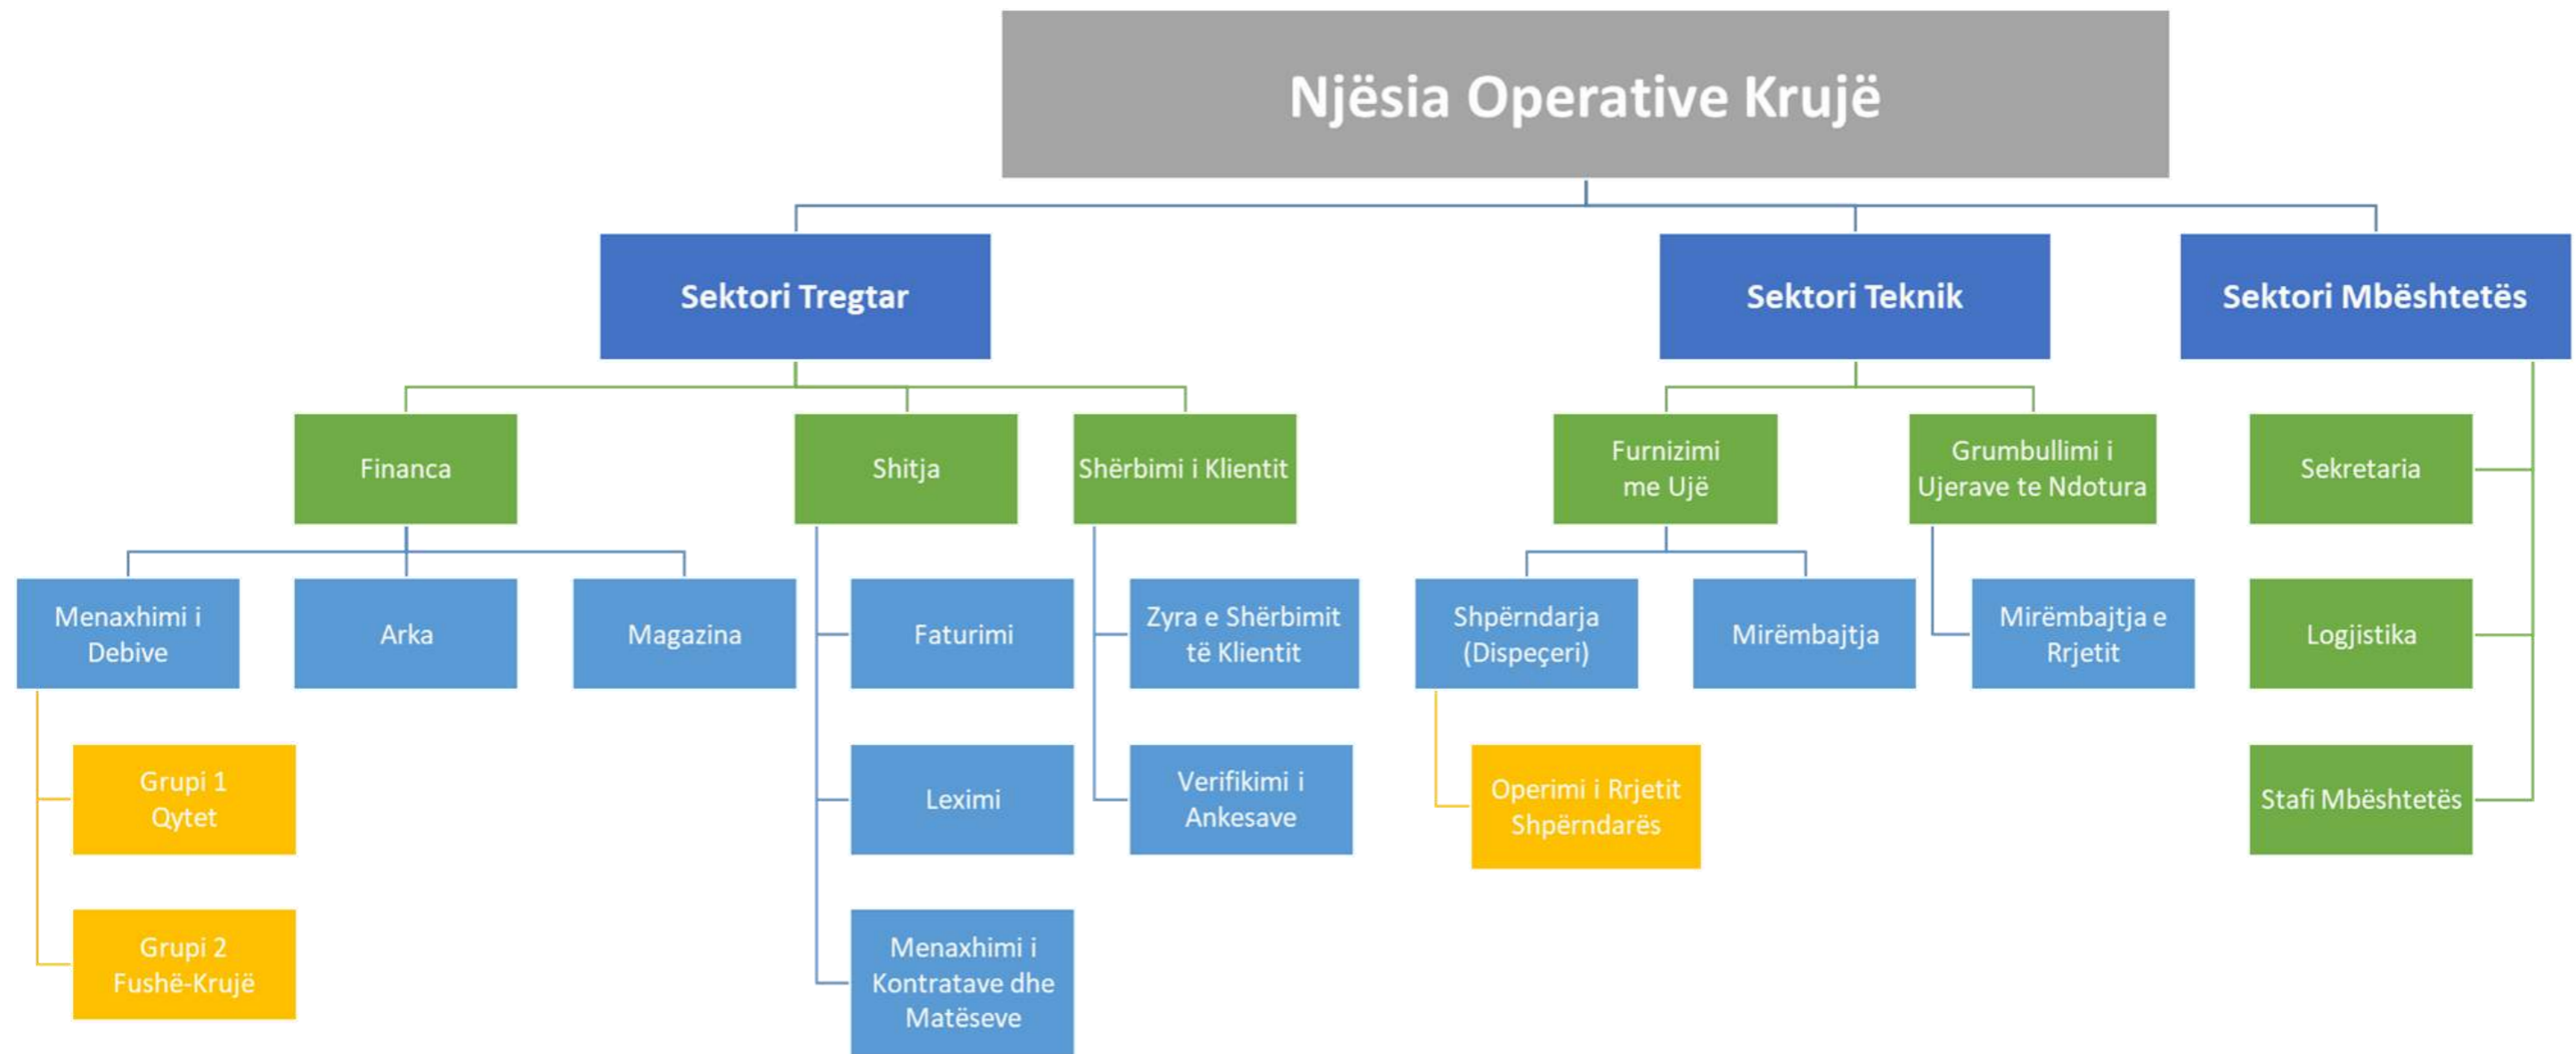 Njësia Operative Krujë
Sektori Tregtar
Sektori Teknik
Sektori Mbështetës
Financa
Shitja
Shërbimi i Klientit
Furnizimi
me Ujë
Grumbullimi i
Ujerave te Ndotura
Sekretaria
Menaxhimi i
Debive
Arka
Magazina
Faturimi
Zyra e Shërbimit
të Klientit
Shpërndarja
(Dispeçeri)
Mirëmbajtja
Mirëmbajtja e
Rrjetit
Logjistika
Grupi 1
Qytet
Leximi
Verifikimi i
Ankesave
Operimi i Rrjetit
Shpërndarës
Stafi Mbështetës
Grupi 2
Fushë-Krujë
Menaxhimi i
Kontratave dhe
Matëseve